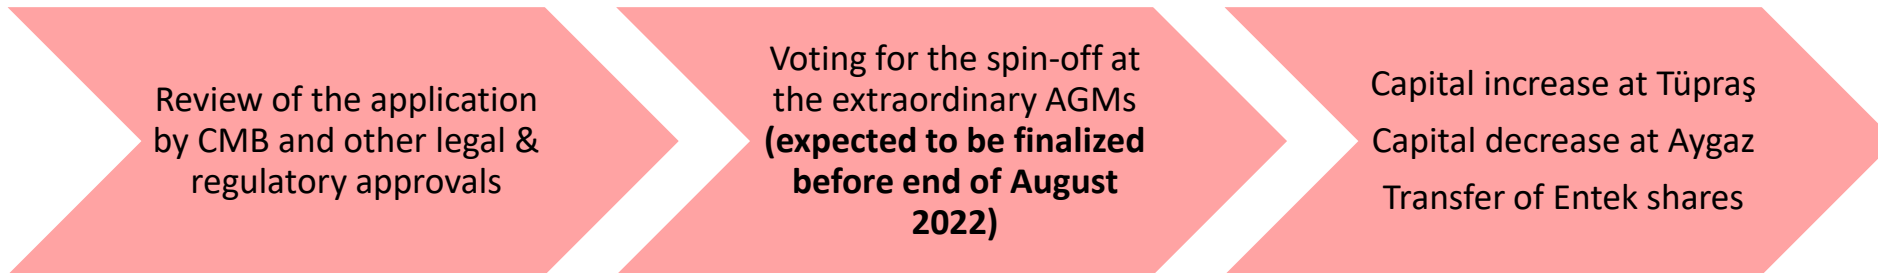 Review of the application
by CMB and other legal &
regulatory approvals
Voting for the spin-off at
the extraordinary AGMs
(expected to be finalized
before end of August
2022)
Capital increase at Tüpraş
Capital decrease at Aygaz
Transfer of Entek shares